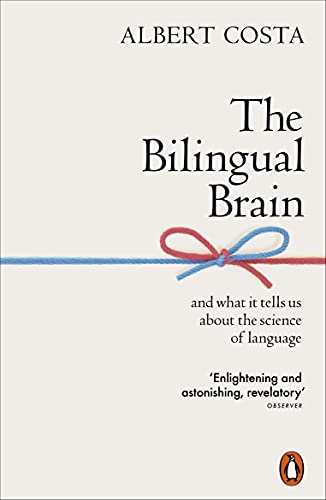 ALBERT COSTA
The
Bilingual
Brain
and what it tells us
about the science
of language
‘Enlightening and
astonishing, revelatory’
OBSERVER